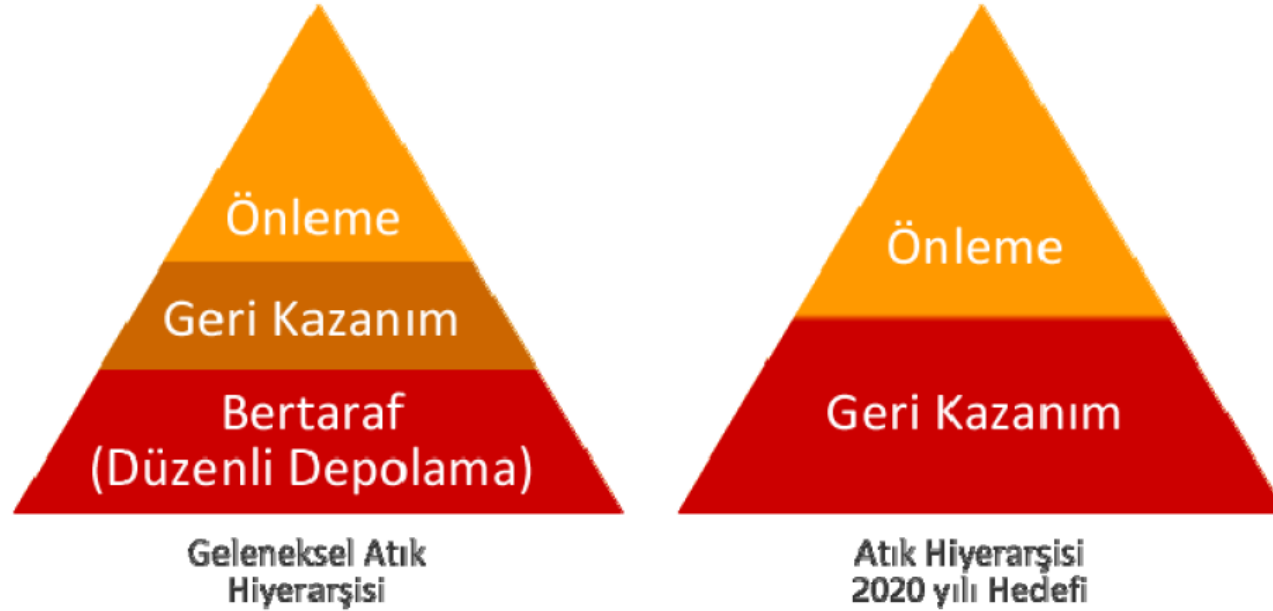 Önleme
Geri Kazanım
Bertaraf
(Düzenli Depolama)
Geleneksel Atık
Hiyerarşisi
Önleme
Geri Kazanım
Atık Hiyerarşisi
2020 yılı Hedefi